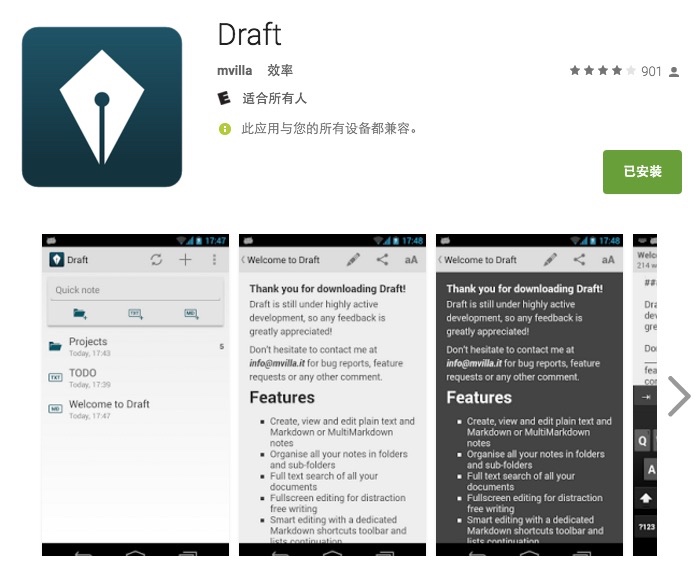 Draft
mvilla 效率
901
适合所有人
此应用与您的所有设备都兼容。
已安装
17:47
Draft
Quick note
TXT
MD
Projects
Today, 17:43
5
TXT
TODO
Today, 17:39
MD
Welcome to Draft
Today, 17:47
17:48
Welcome to Draft
aA
Thank you for downloading Draft!
Draft is still under highly active
development, so any feedback is
greatly appreciated!
Don't hesitate to contact me at
info@mvilla.it for bug reports, feature
requests or any other comment.
Features
Create, view and edit plain text and
Markdown or MultiMarkdown
notes
Organise all your notes in folders
and sub-folders
Full text search of all your
documents
Fullscreen editing for distraction
free writing
Smart editing with a dedicated
Markdown shortcuts toolbar and
lists continuation
17:48
Welcome to Draft
aA
Thank you for downloading Draft!
Draft is still under highly active
development, so any feedback is
greatly appreciated!
Don't hesitate to contact me at
info@mvilla.it for bug reports, feature
requests or any other comment.
Features
Create, view and edit plain text and
Markdown or MultiMarkdown
notes
Organise all your notes in folders
and sub-folders
Full text search of all your
documents
Fullscreen editing for distraction
free writing
Smart editing with a dedicated
Markdown shortcuts toolbar and
lists continuation
Welc
214 w
##
Dra
dev
gre
Do
fea
Q
A
?123